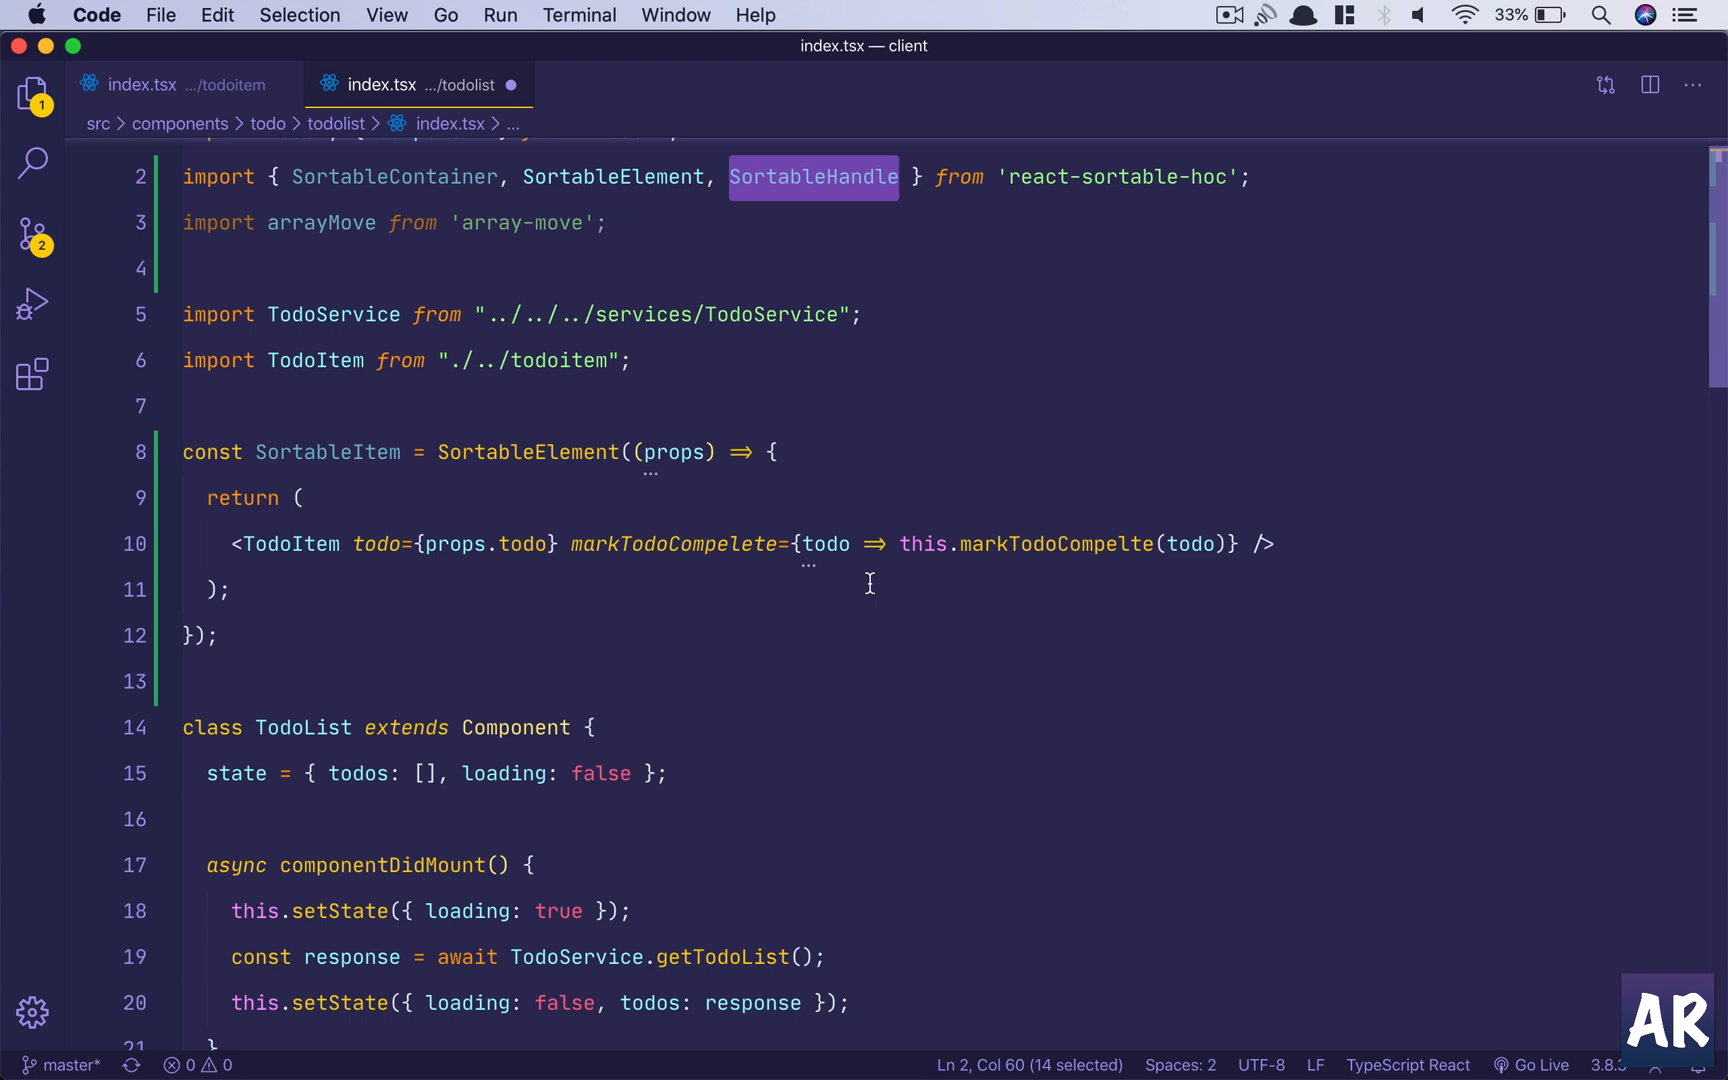 Code File Edit Selection View Go Run Terminal Window Help 33%
index.tsx — client
index.tsx .../todoitem index.tsx .../todolist
src > components > todo > todolist > index.tsx > ...
1
2 import { SortableContainer, SortableElement, SortableHandle } from 'react-sortable-hoc';
3 import arrayMove from 'array-move';
4
2
5 import TodoService from "../../../services/TodoService";
6 import TodoItem from "./../todoitem";
7
8 const SortableItem = SortableElement((props) => {
9 return (
10 <TodoItem todo={props.todo} markTodoCompelete={todo => this.markTodoCompelte(todo)} />
11 );
12 });
13
14 class TodoList extends Component {
15 state = { todos: [], loading: false };
16
17 async componentDidMount() {
18 this.setState({ loading: true });
19 const response = await TodoService.getTodoList();
20 this.setState({ loading: false, todos: response });
21 }
AR
master* 0 0 Ln 2, Col 60 (14 selected) Spaces: 2 UTF-8 LF TypeScript React Go Live